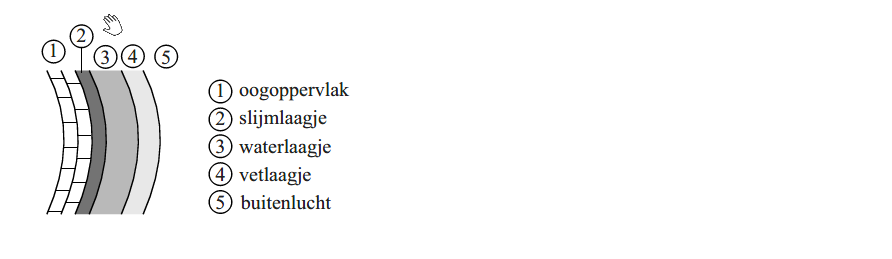 2
1 3 4 5
1 oogoppervlak
2 slijmlaagje
3 waterlaagje
4 vetlaagje
5 buitenlucht